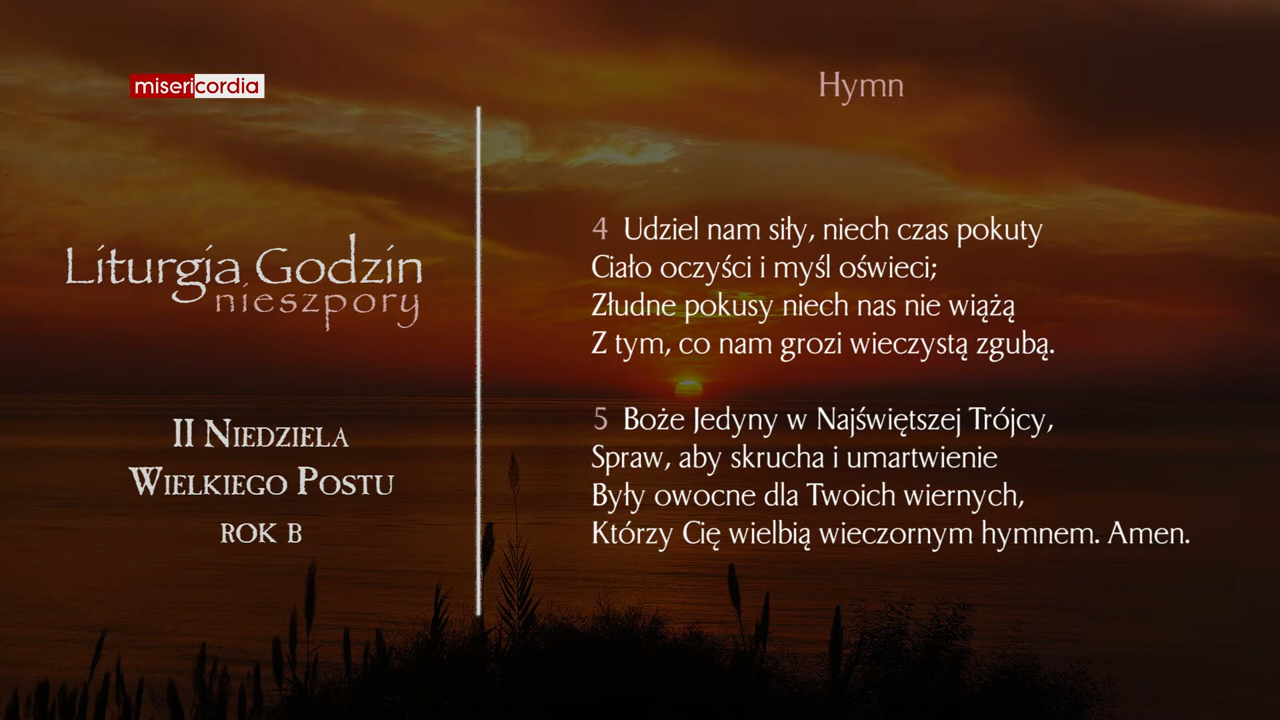 misericordia
Liturgia Godzin
nieszpory
II Niedziela
Wielkiego Postu
rok B
Hymn
4 Udziel nam siły, niech czas pokuty
Ciało oczyści i myśl oświeci;
Złudne pokusy niech nas nie wiążą
Z tym, co nam grozi wieczystą zgubą.
5 Boże Jedyny w Najświętszej Trójcy,
Spraw, aby skrucha i umartwienie
Były owocne dla Twoich wiernych,
Którzy Cię wielbią wieczornym hymnem. Amen.